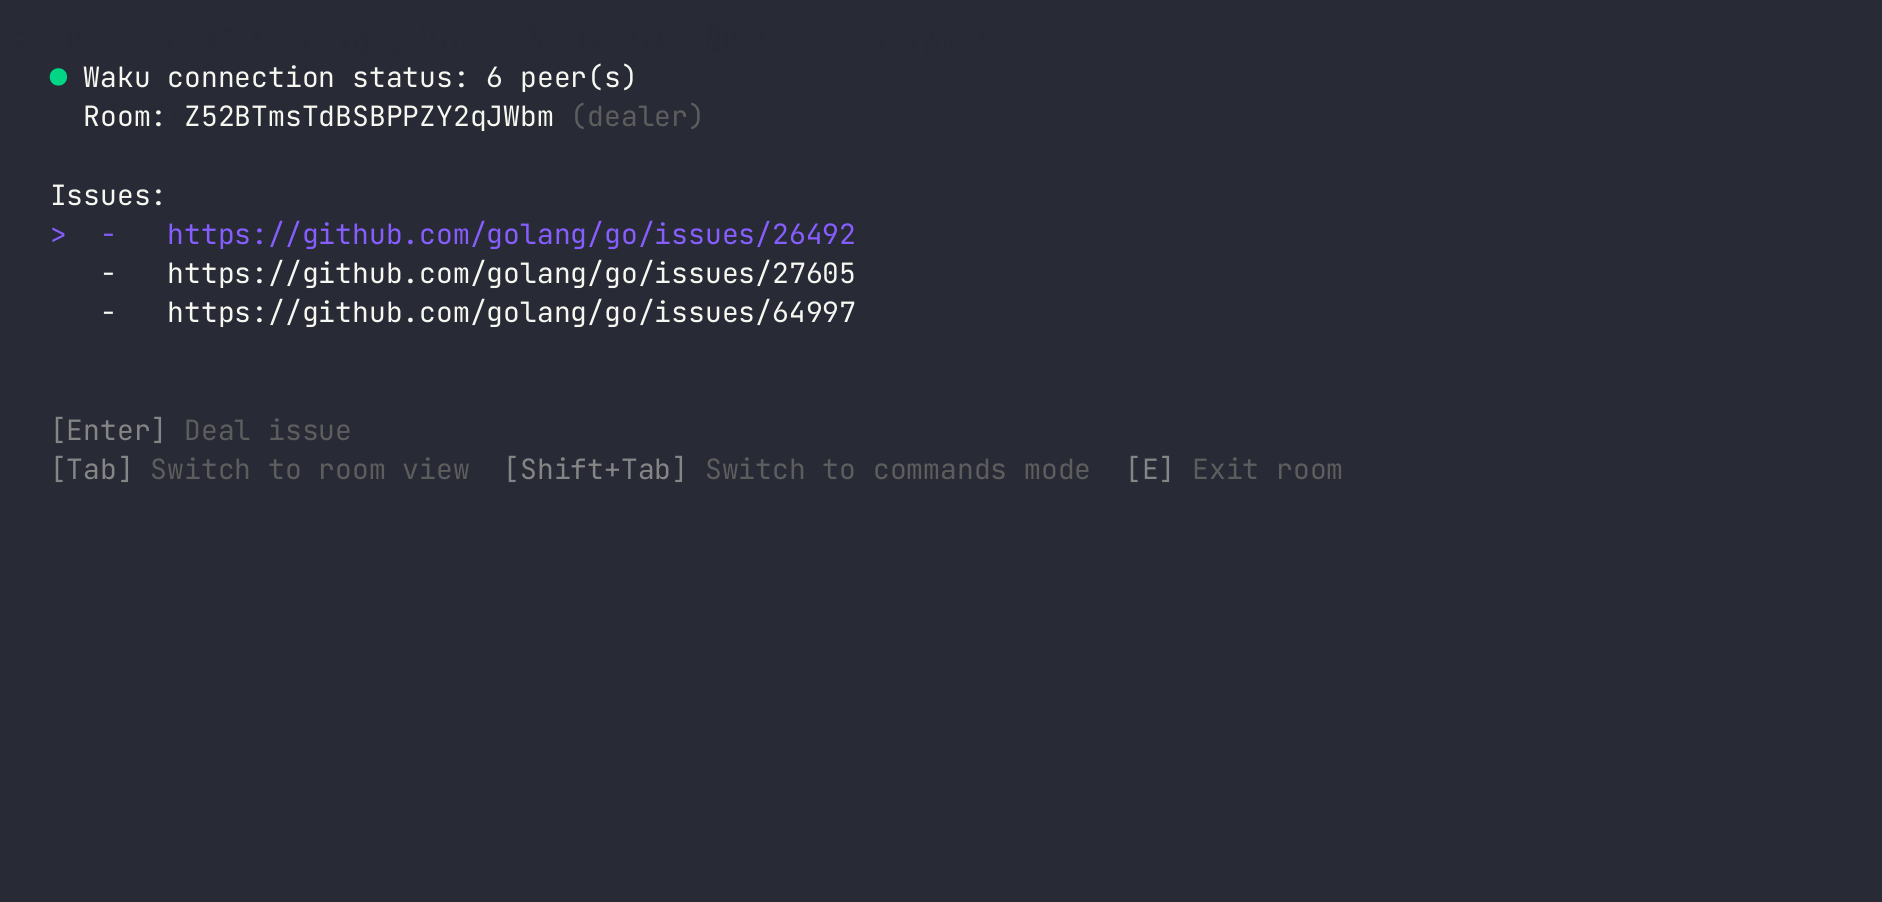 Waku connection status: 6 peer(s)
Room: Z52BTmsTdBSBPPZY2qJWbm (dealer)
Issues:
> - https://github.com/golang/go/issues/26492
- https://github.com/golang/go/issues/27605
- https://github.com/golang/go/issues/64997
[Enter] Deal issue
[Tab] Switch to room view [Shift+Tab] Switch to commands mode [E] Exit room